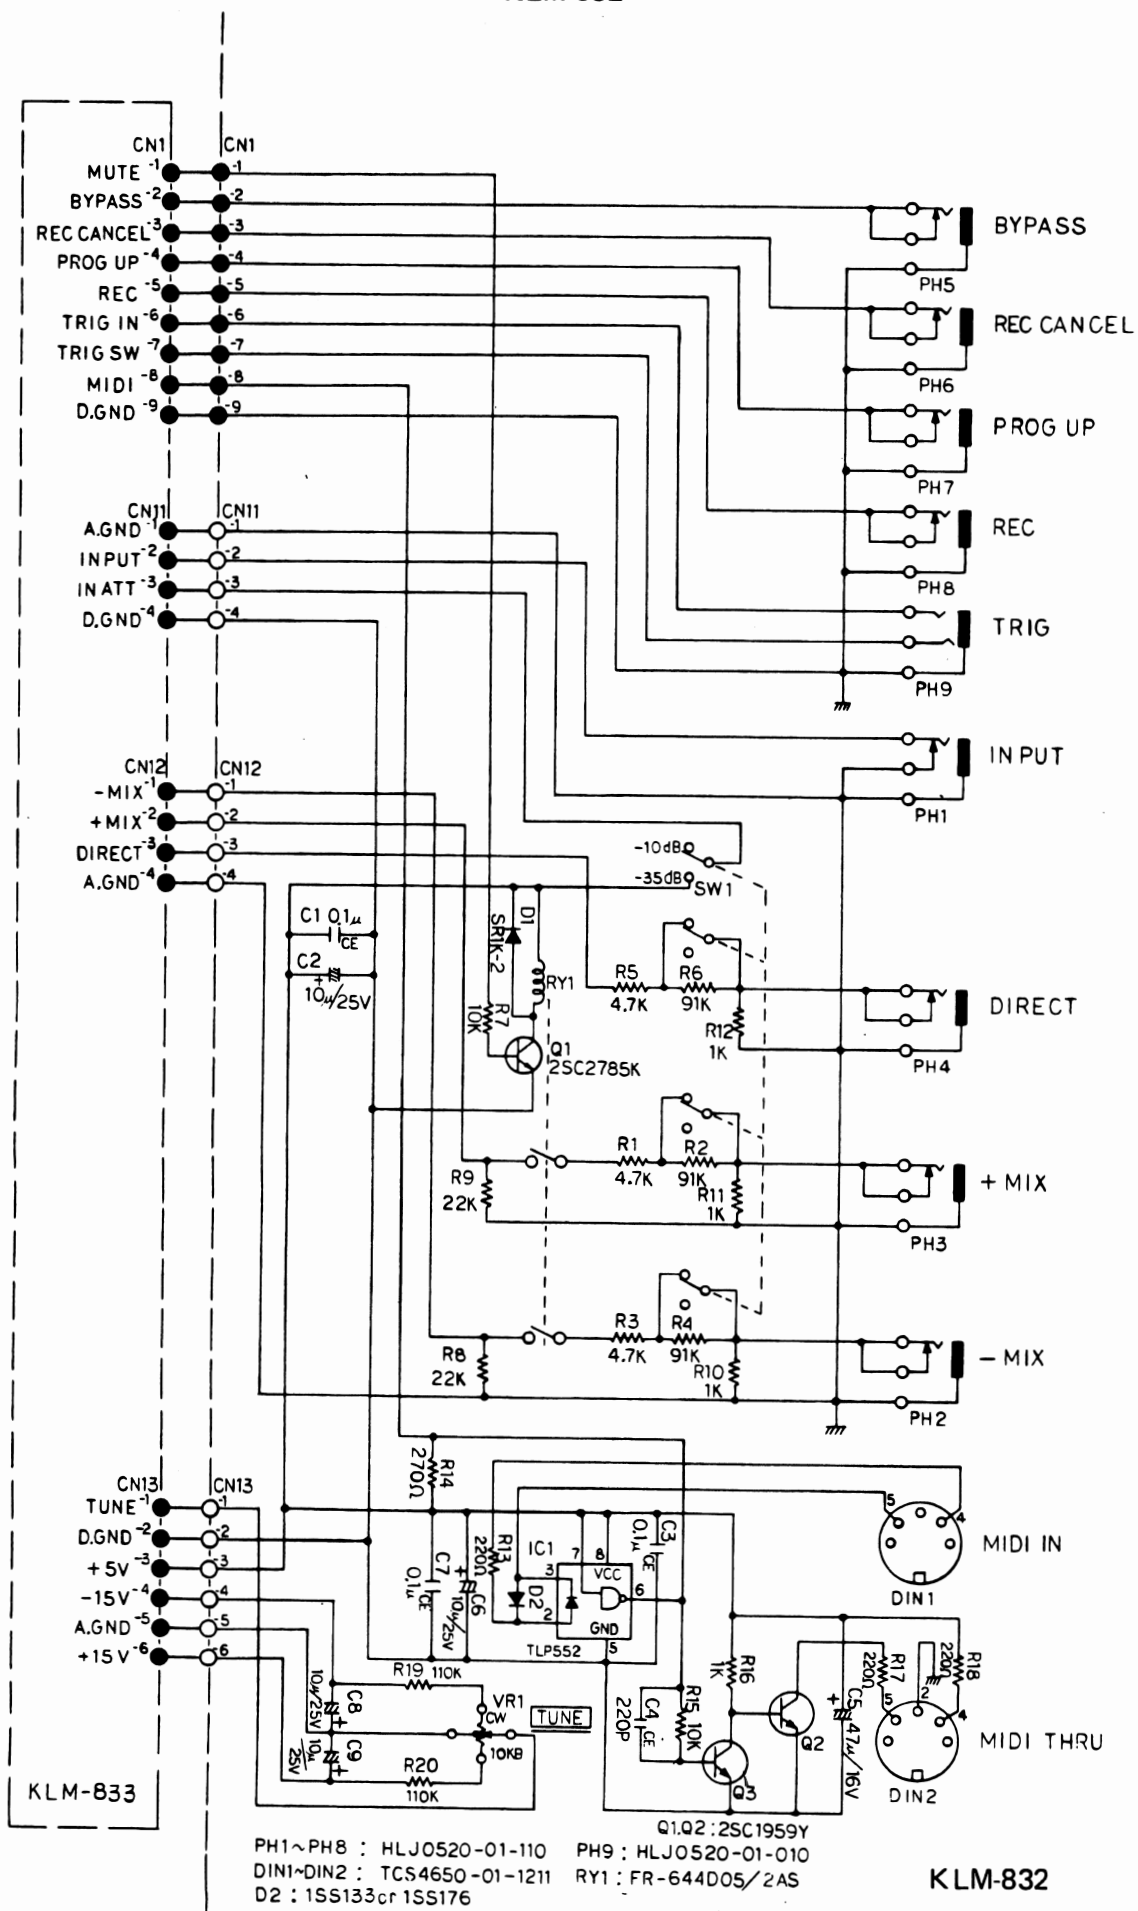 CN1 CN1
MUTE -1 -1
BYPASS -2 -2
REC CANCEL -3 -3
PROG UP -4 -4
REC -5 -5
TRIG IN -6 -6
TRIG SW -7 -7
MIDI -8 -8
D.GND -9 -9
BYPASS
PH5
REC CANCEL
PH6
PROG UP
PH7
REC
PH8
TRIG
PH9
CN11 CN11
A.GND -1 -1
INPUT -2 -2
IN ATT -3 -3
D.GND -4 -4
INPUT
PH1
CN12 CN12
-MIX -1 -1
+MIX -2 -2
DIRECT -3 -3
A.GND -4 -4
-10dB
-35dB
SW1
C1 0.1μ
CE
C2
+
10μ/25V
D1
SR1K-2
RY1
R7
10K
Q1
2SC2785K
R5
4.7K
R6
91K
R12
1K
DIRECT
PH4
R9
22K
R1
4.7K
R2
91K
R11
1K
+MIX
PH3
R8
22K
R3
4.7K
R4
91K
R10
1K
-MIX
PH2
CN13 CN13
TUNE -1 -1
D.GND -2 -2
+5V -3 -3
-15V -4 -4
A.GND -5 -5
+15V -6 -6
R14
270Ω
C7
0.1μ
CE
+
C6
10μ/25V
R13
220Ω
IC1
7
8
VCC
3
D2
2
6
GND
5
TLP552
C3
0.1μ
CE
5
4
MIDI IN
DIN1
R19 110K
C8
10μ/25V
+
C9
10μ/25V
+
VR1
CW
10KB
TUNE
R20
110K
C4
220P
CE
R15
10K
R16
1K
Q3
Q2
C5
+
47μ/16V
R17
220Ω
R18
220Ω
5
2
4
MIDI THRU
DIN2
KLM-833
Q1.Q2 : 2SC1959Y
PH1~PH8 : HLJ0520-01-110 PH9 : HLJ0520-01-010
DIN1~DIN2 : TCS4650-01-1211 RY1 : FR-644D05/2AS
D2 : 1SS133 or 1SS176
KLM-832